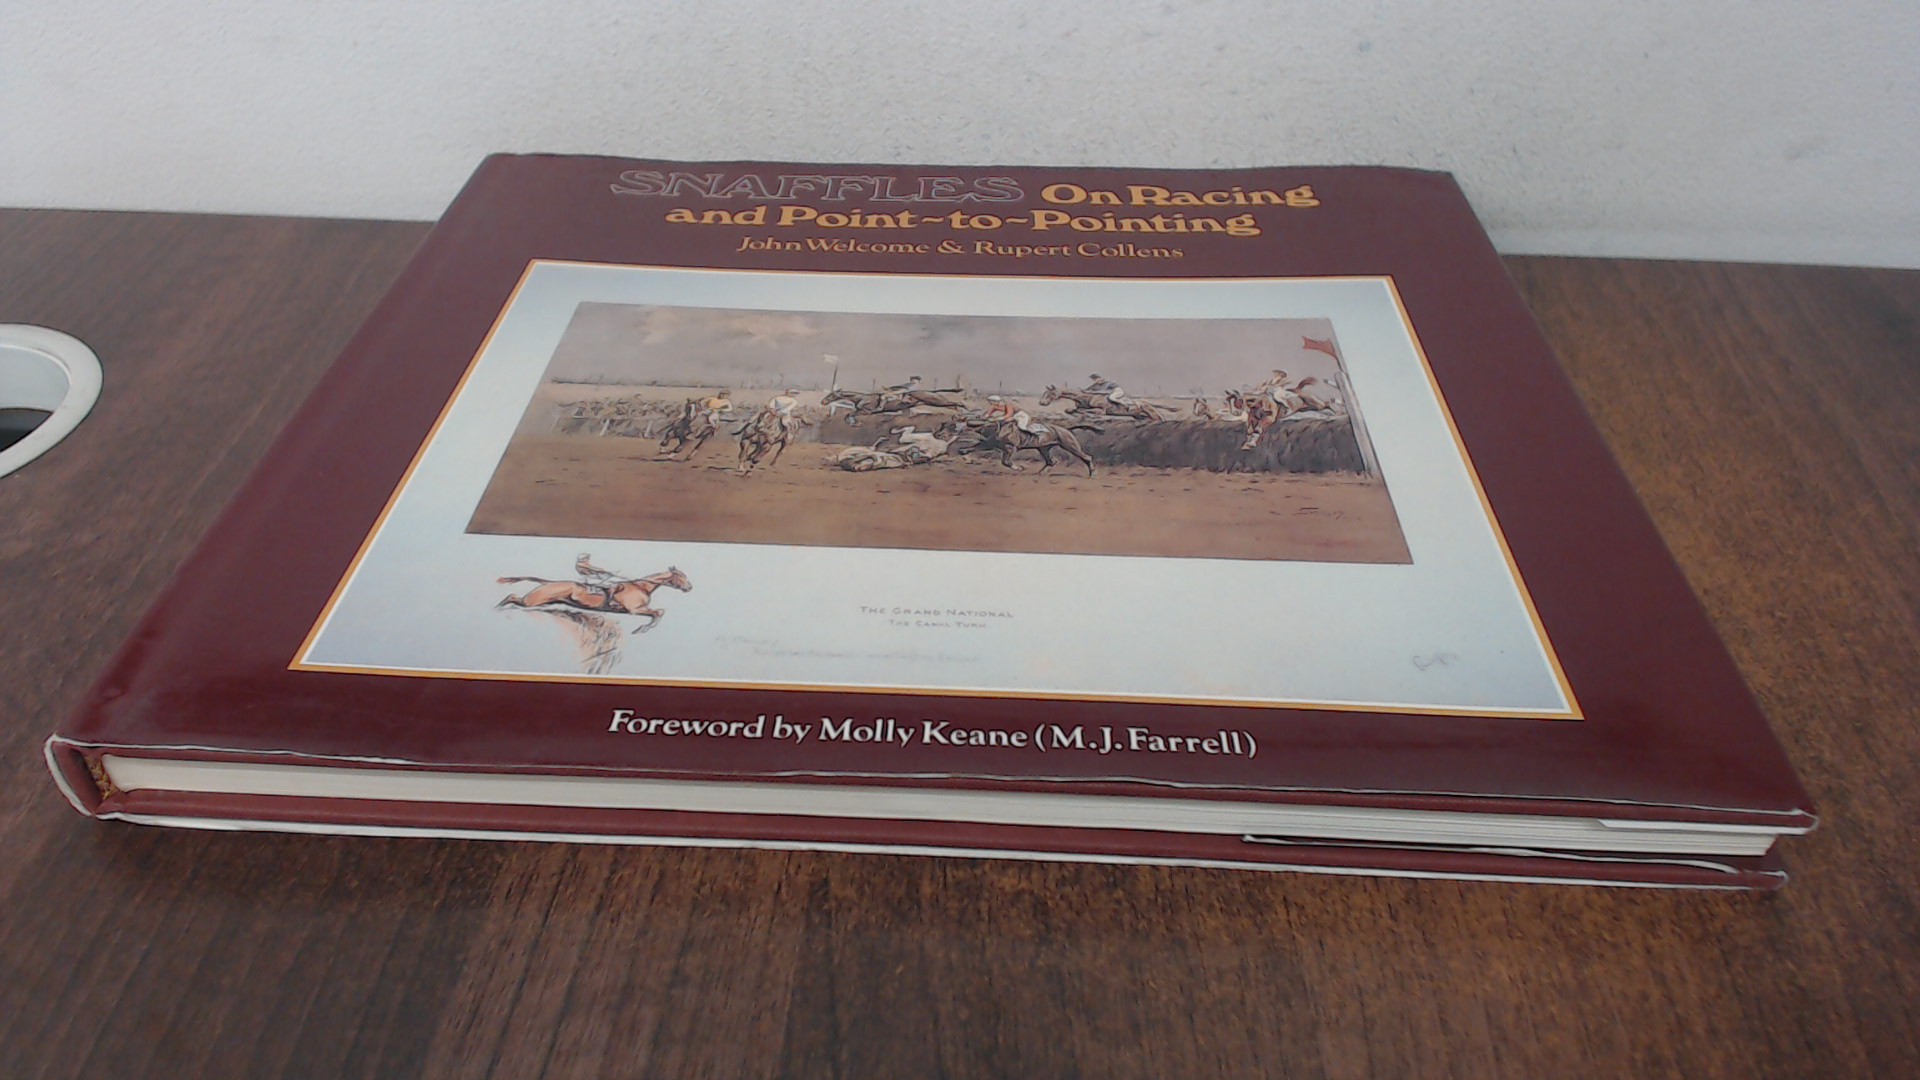 SNAFFLES On Racing
and Point~to~Pointing
John Welcome & Rupert Collens
THE GRAND NATIONAL
THE CANAL TURN
Foreword by Molly Keane (M.J. Farrell)